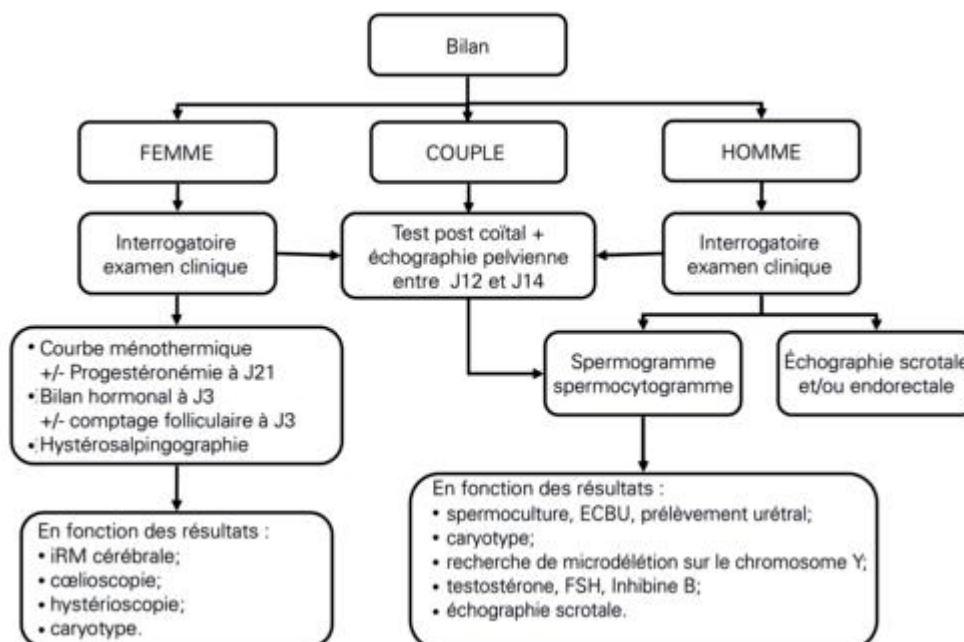 Bilan
FEMME
COUPLE
HOMME
Interrogatoire
examen clinique
Test post coïtal +
échographie pelvienne
entre J12 et J14
Interrogatoire
examen clinique
• Courbe ménothermique
+/- Progestéronémie à J21
• Bilan hormonal à J3
+/- comptage folliculaire à J3
• Hystérosalpingographie
Spermogramme
spermocytogramme
Échographie scrotale
et/ou endorectale
En fonction des résultats :
• iRM cérébrale;
• cœlioscopie;
• hystérioscopie;
• caryotype.
En fonction des résultats :
• spermoculture, ECBU, prélèvement urétral;
• caryotype;
• recherche de microdélétion sur le chromosome Y;
• testostérone, FSH, Inhibine B;
• échographie scrotale.